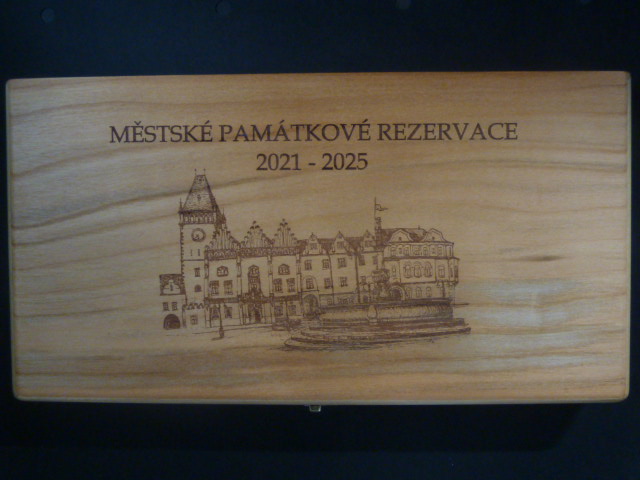 MĚSTSKÉ PAMÁTKOVÉ REZERVACE
2021 - 2025